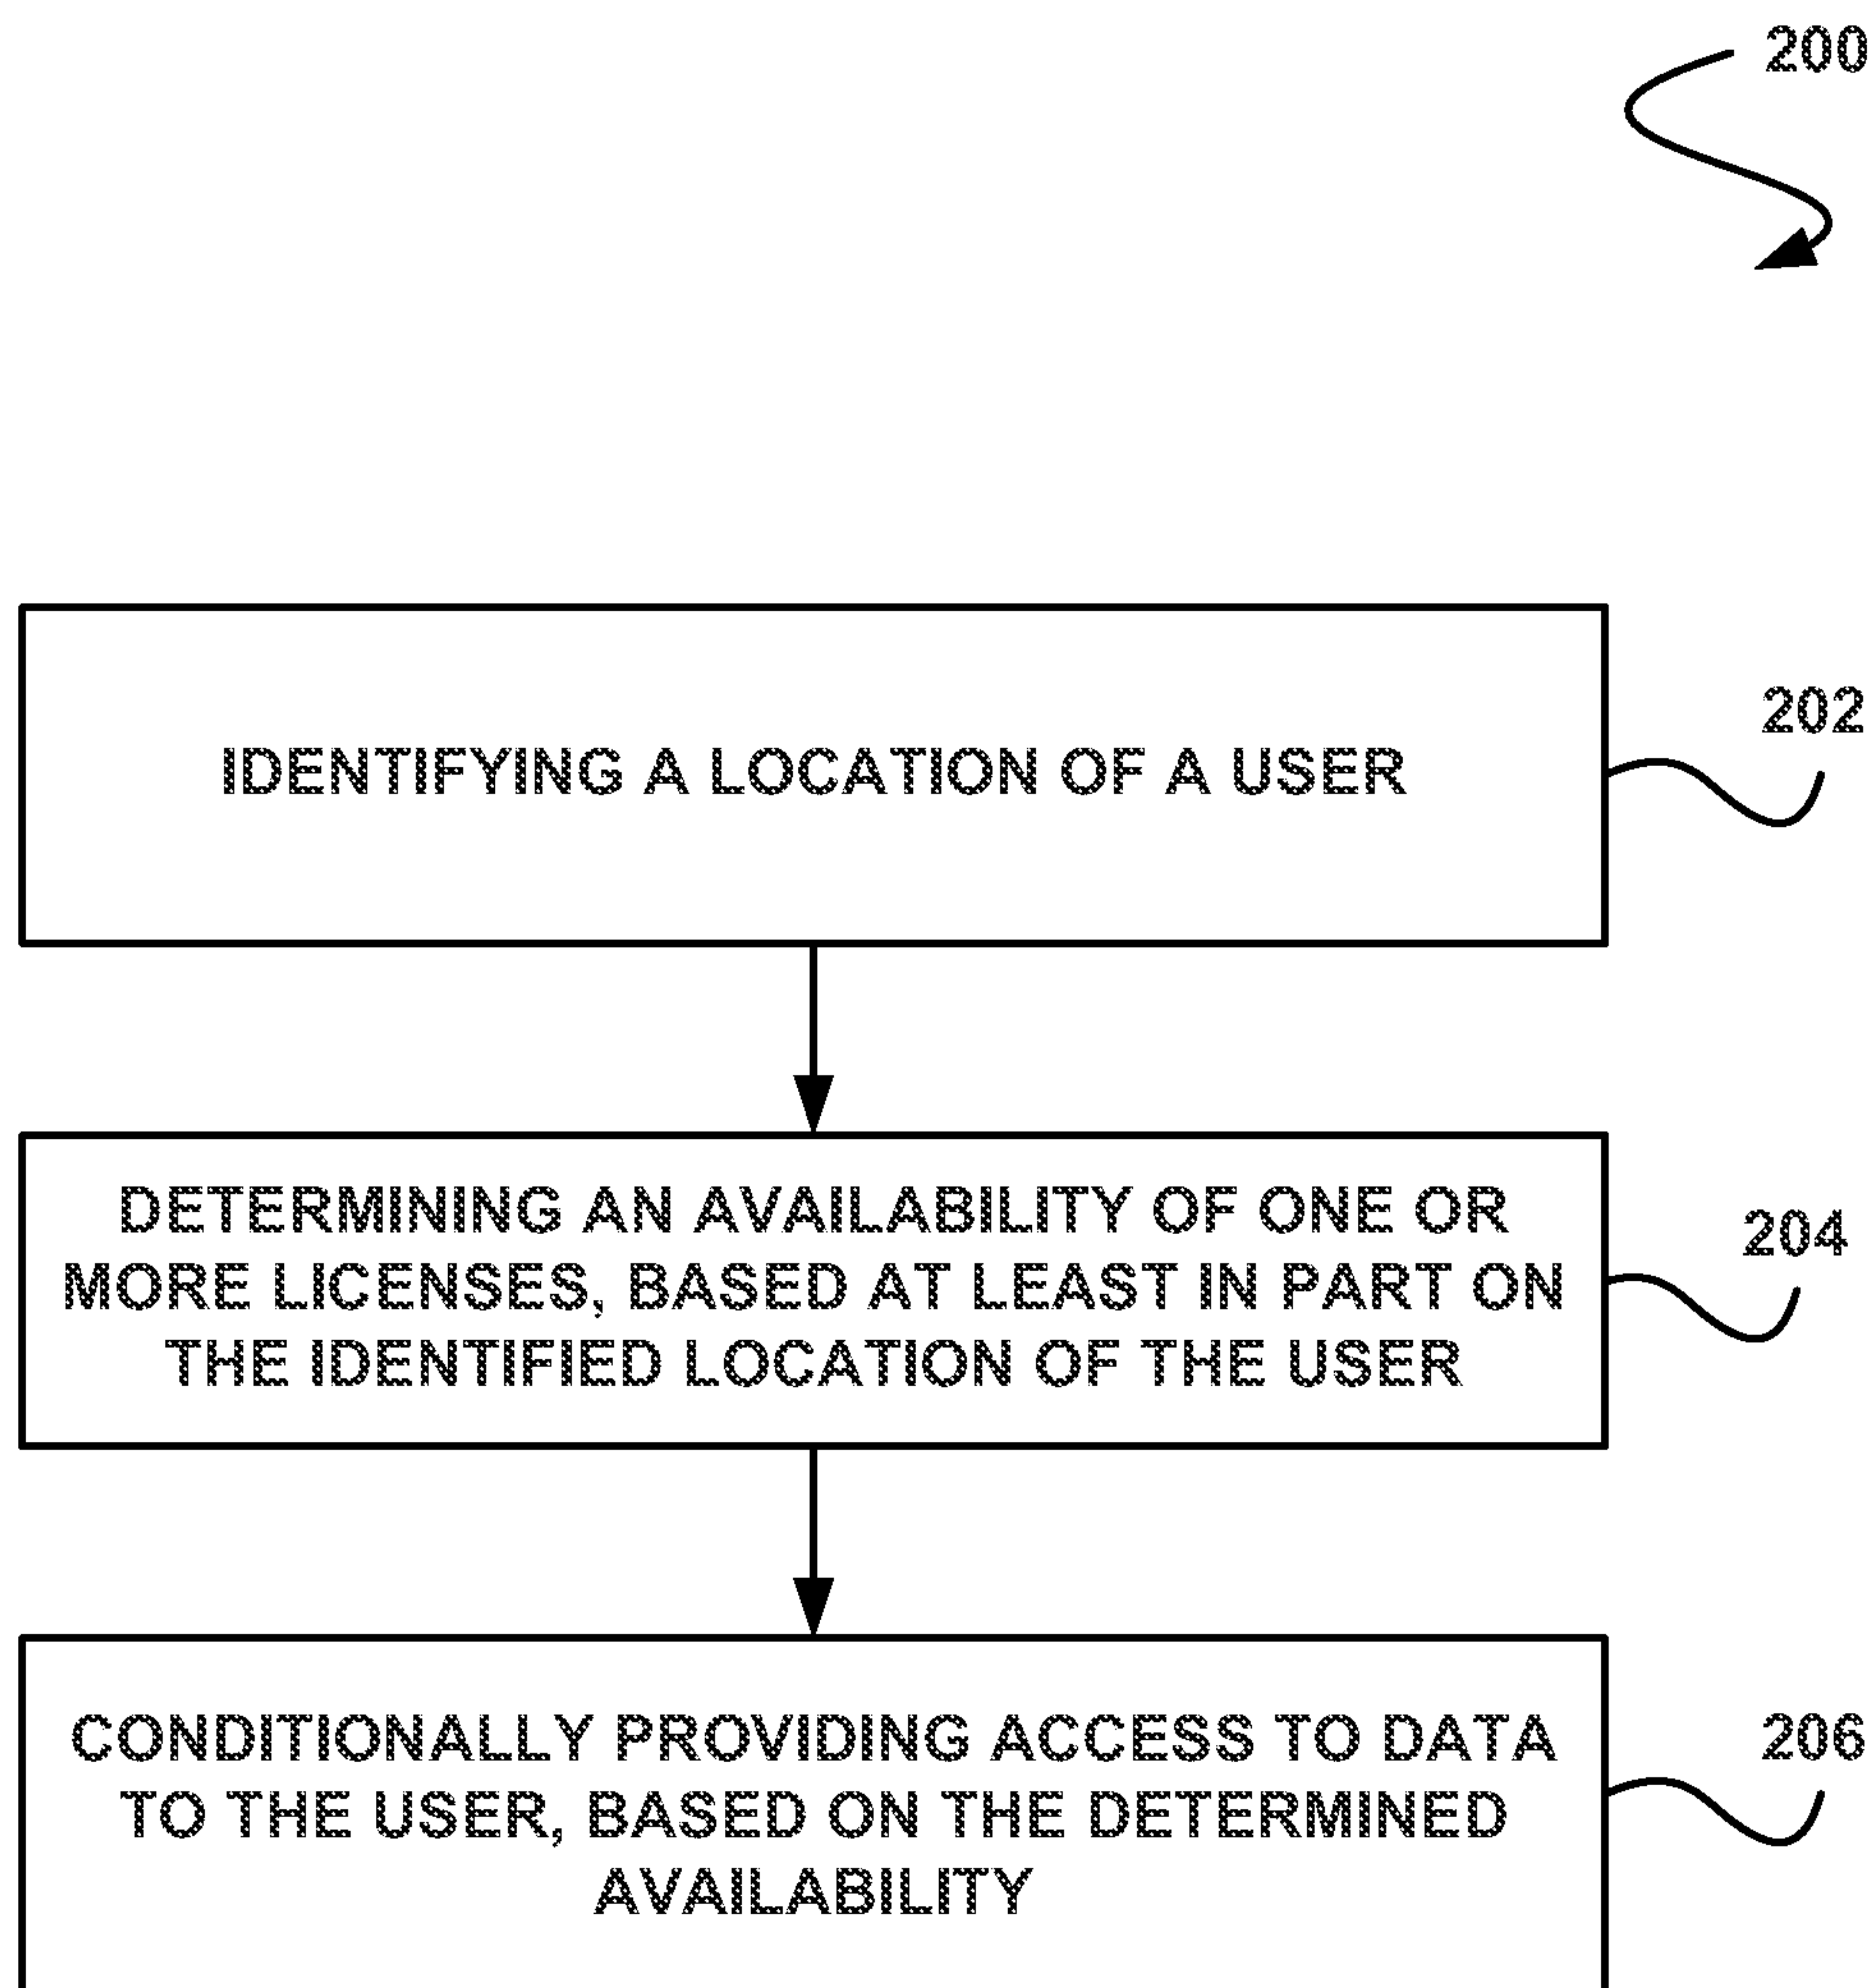 200
IDENTIFYING A LOCATION OF A USER
202
DETERMINING AN AVAILABILITY OF ONE OR
MORE LICENSES, BASED AT LEAST IN PART ON
THE IDENTIFIED LOCATION OF THE USER
204
CONDITIONALLY PROVIDING ACCESS TO DATA
TO THE USER, BASED ON THE DETERMINED
AVAILABILITY
206